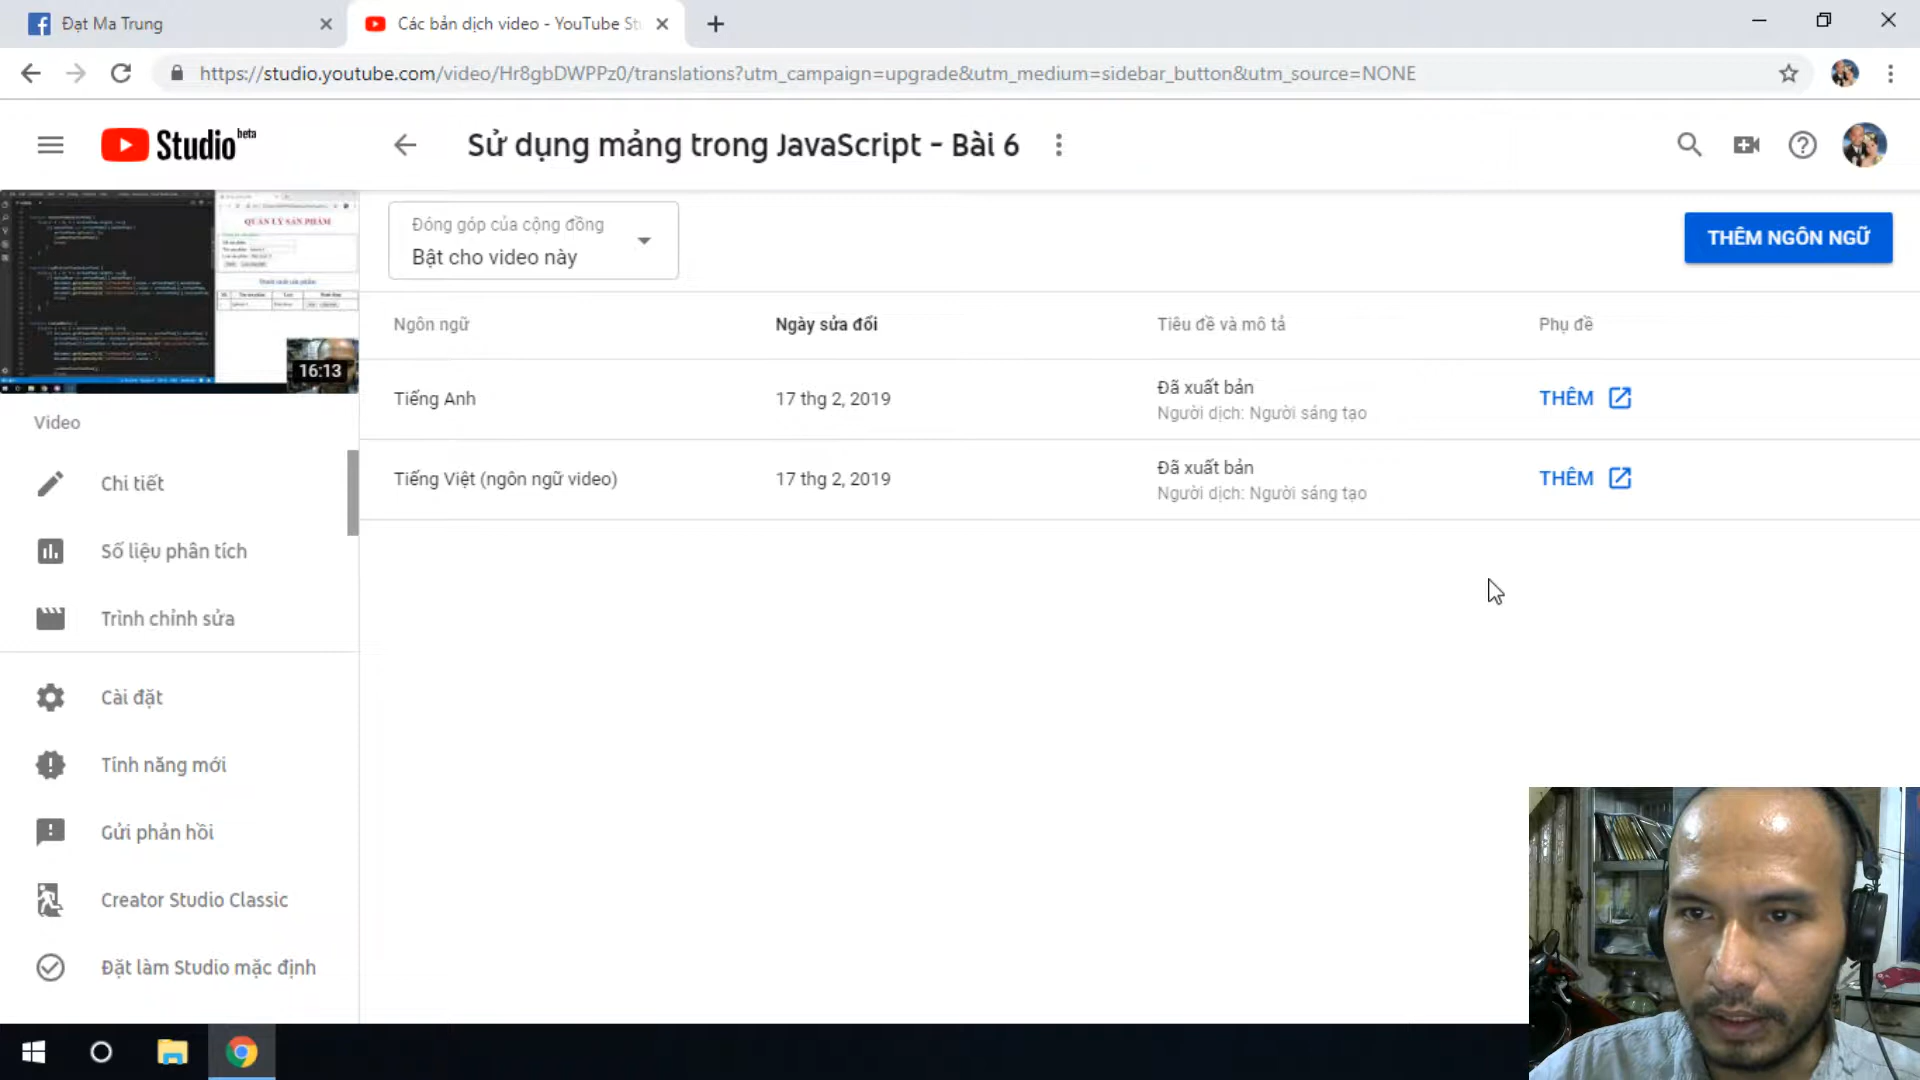 Đạt Ma Trung
Các bản dịch video - YouTube St
https://studio.youtube.com/video/Hr8gbDWPPz0/translations?utm_campaign=upgrade&utm_medium=sidebar_button&utm_source=NONE
Studio beta
Sử dụng mảng trong JavaScript - Bài 6
QUẢN LÝ SẢN PHẨM
16:13
Đóng góp của cộng đồng
Bật cho video này
THÊM NGÔN NGỮ
Ngôn ngữ
Ngày sửa đổi
Tiêu đề và mô tả
Phụ đề
Tiếng Anh
17 thg 2, 2019
Đã xuất bản
Người dịch: Người sáng tạo
THÊM
Tiếng Việt (ngôn ngữ video)
17 thg 2, 2019
Đã xuất bản
Người dịch: Người sáng tạo
THÊM
Video
Chi tiết
Số liệu phân tích
Trình chỉnh sửa
Cài đặt
Tính năng mới
Gửi phản hồi
Creator Studio Classic
Đặt làm Studio mặc định